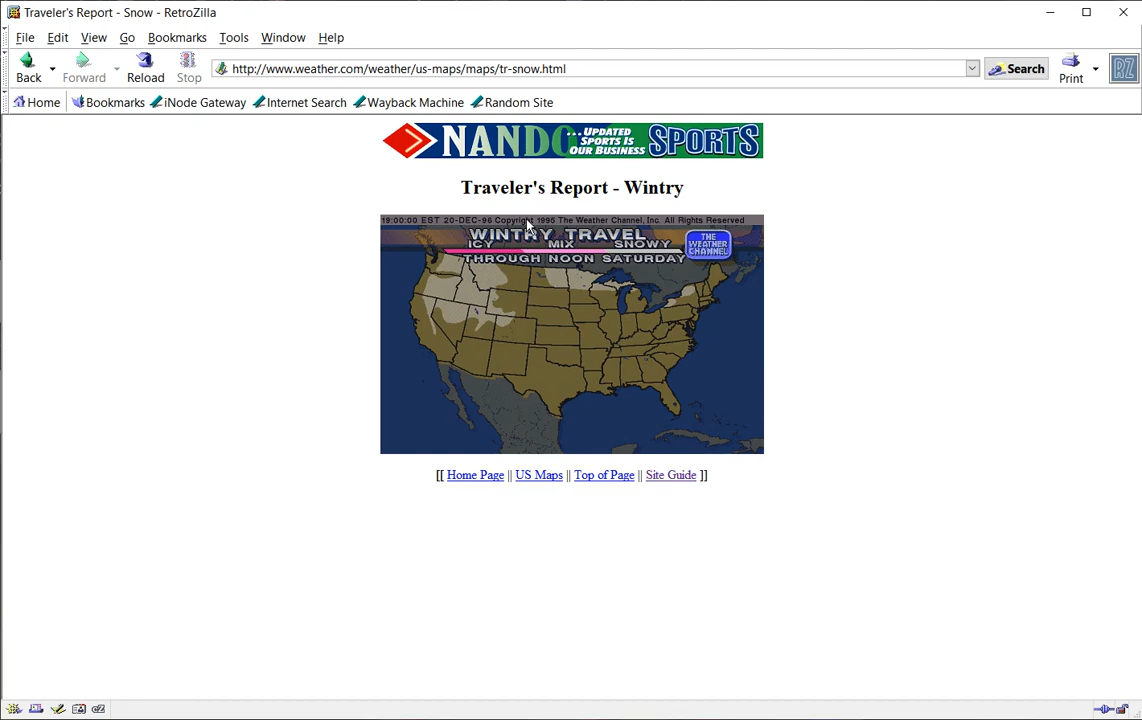 Traveler's Report - Snow - RetroZilla
File Edit View Go Bookmarks Tools Window Help
Back Forward Reload Stop http://www.weather.com/weather/us-maps/maps/tr-snow.html Search Print RZ
Home Bookmarks iNode Gateway Internet Search Wayback Machine Random Site
NANDO ...UPDATED SPORTS IS OUR BUSINESS SPORTS
Traveler's Report - Wintry
19:00:00 EST 20-DEC-96 Copyright 1995 The Weather Channel, Inc. All Rights Reserved
WINTRY TRAVEL
ICY MIX SNOWY
THE WEATHER CHANNEL
THROUGH NOON SATURDAY
[[ Home Page || US Maps || Top of Page || Site Guide ]]